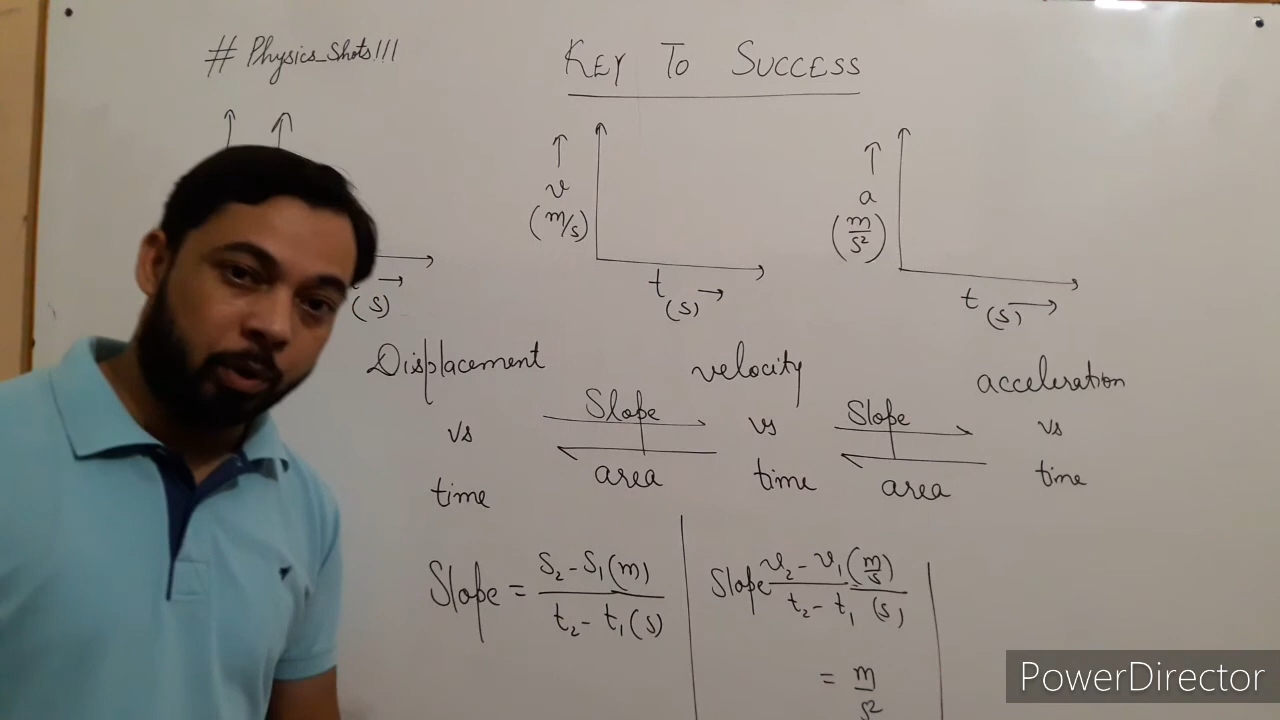 # Physics_Shots!!!
KEY TO SUCCESS
v
(m/s)
t
(s)
a
(m/s²)
t
(s)
(s)
Displacement
vs
time
Slope
area
velocity
vs
time
Slope
area
acceleration
vs
time
Slope = S₂ - S₁ (m) / t₂ - t₁ (s)
Slope v₂ - v₁ (m/s) / t₂ - t₁ (s)
= m/s²
PowerDirector